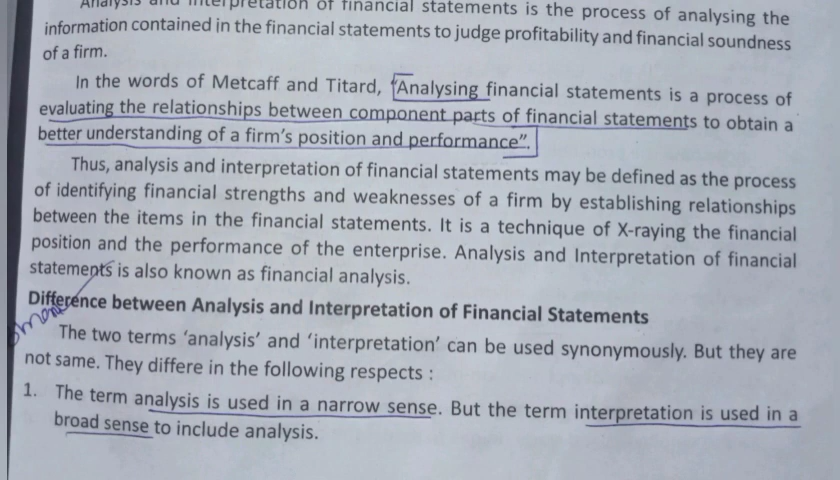 Analysis and interpretation of financial statements is the process of analysing the
information contained in the financial statements to judge profitability and financial soundness
of a firm.
In the words of Metcaff and Titard, “Analysing financial statements is a process of
evaluating the relationships between component parts of financial statements to obtain a
better understanding of a firm's position and performance”.
Thus, analysis and interpretation of financial statements may be defined as the process
of identifying financial strengths and weaknesses of a firm by establishing relationships
between the items in the financial statements. It is a technique of X-raying the financial
position and the performance of the enterprise. Analysis and Interpretation of financial
statements is also known as financial analysis.
Difference between Analysis and Interpretation of Financial Statements
The two terms ‘analysis’ and ‘interpretation’ can be used synonymously. But they are
not same. They differe in the following respects :
1. The term analysis is used in a narrow sense. But the term interpretation is used in a
broad sense to include analysis.